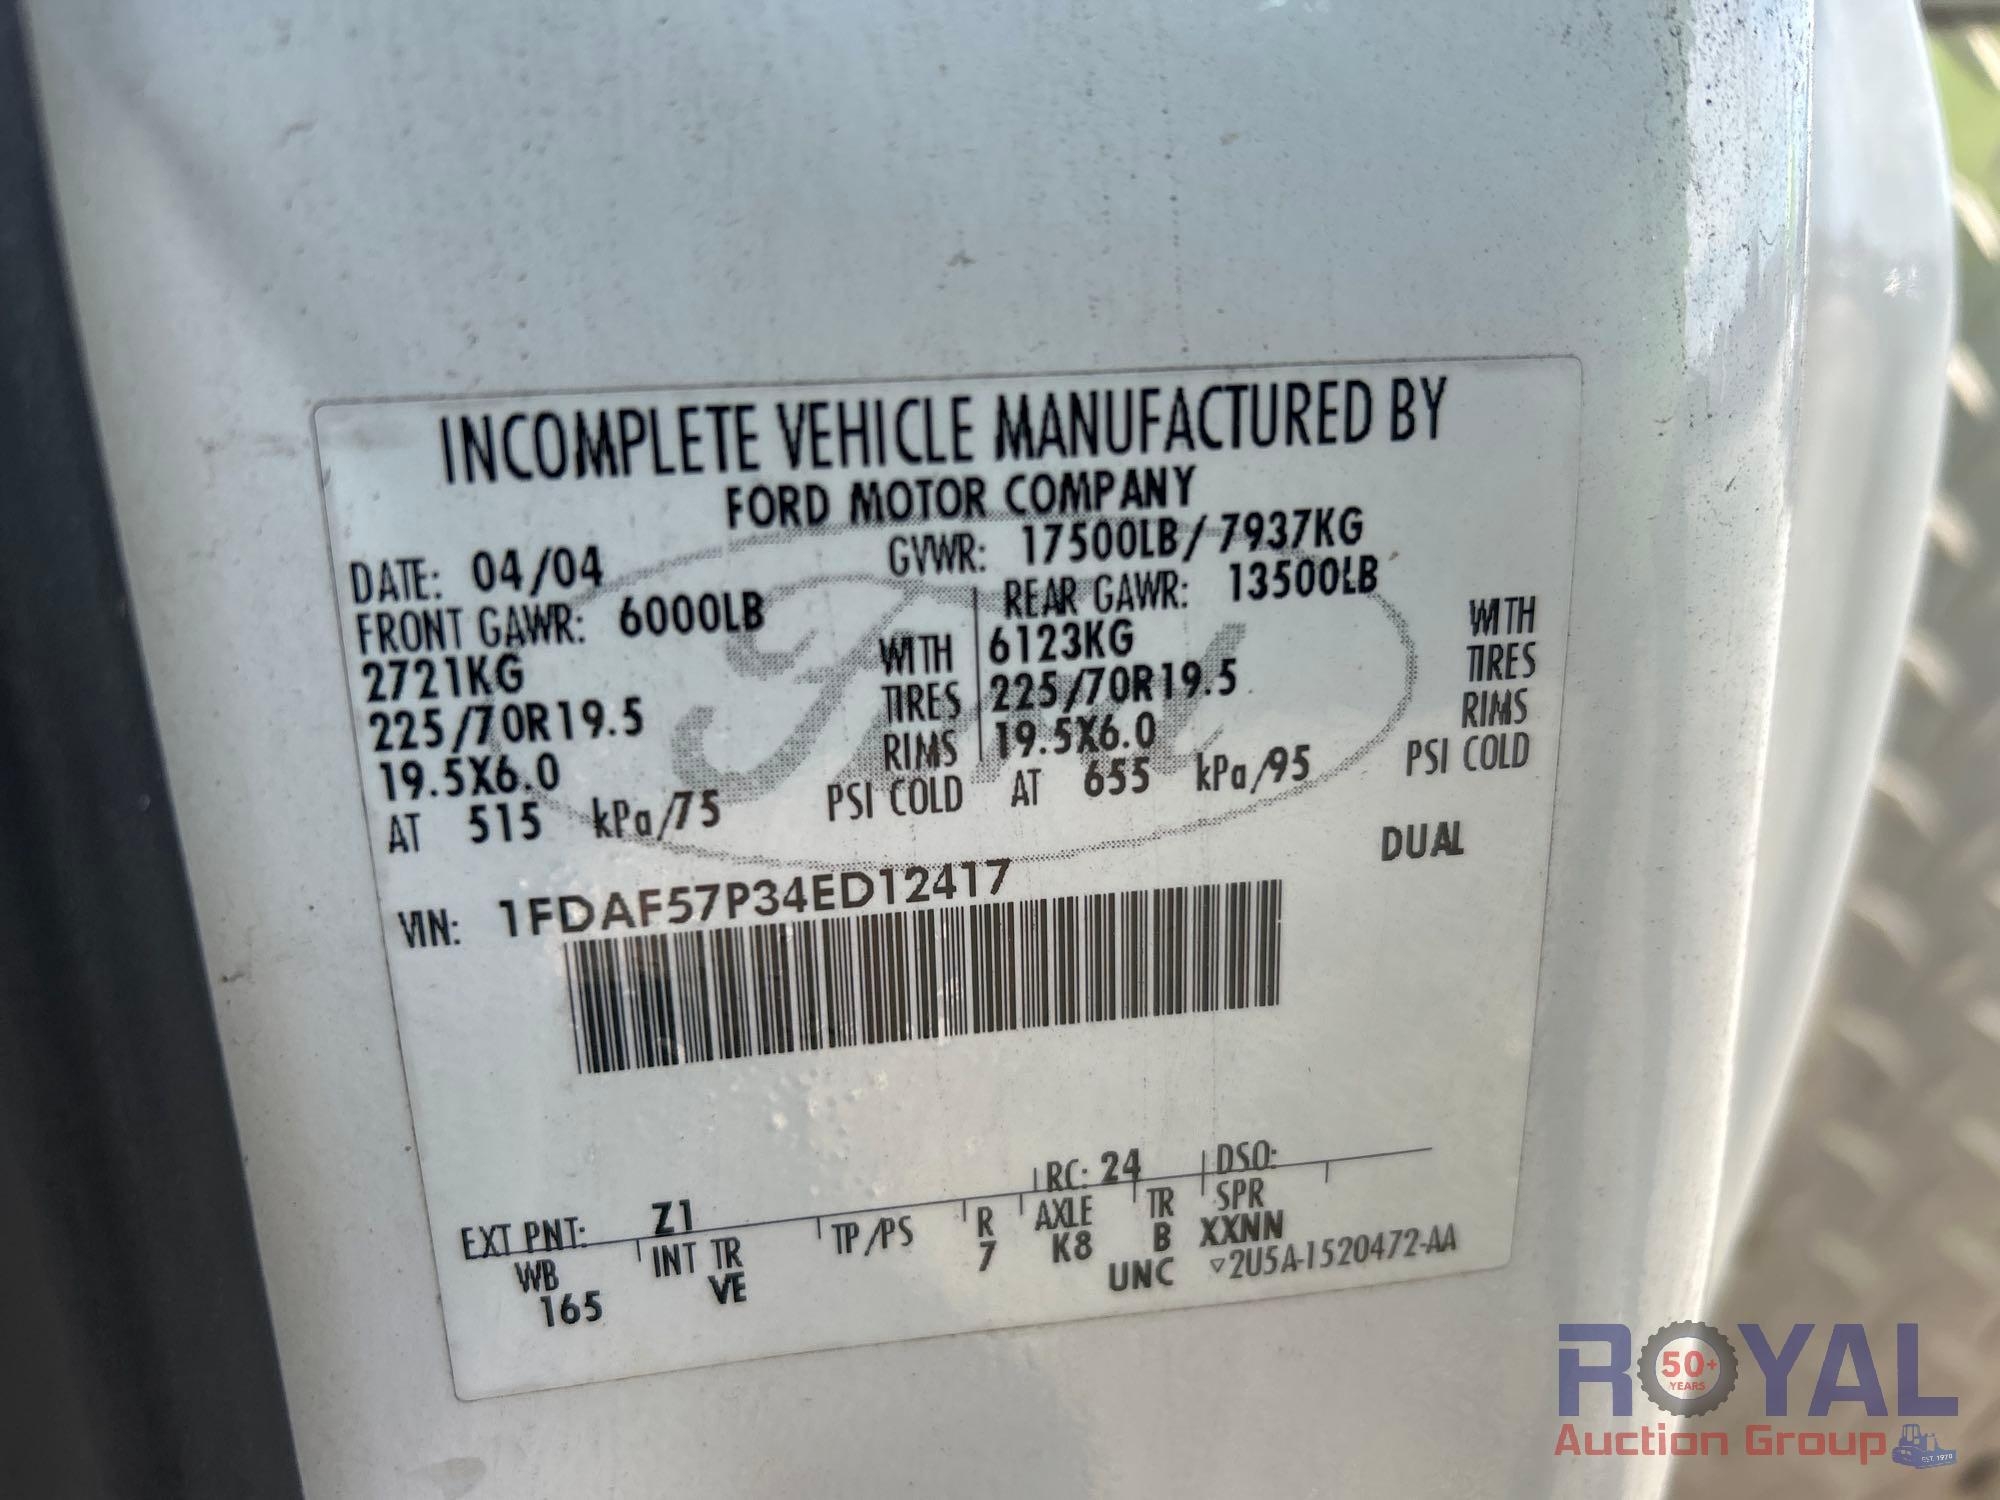 INCOMPLETE VEHICLE MANUFACTURED BY
FORD MOTOR COMPANY
DATE: 04/04 GVWR: 17500LB / 7937KG
FRONT GAWR: 6000LB REAR GAWR: 13500LB
2721KG WITH 6123KG WITH
225/70R19.5 TIRES 225/70R19.5 TIRES
19.5X6.0 RIMS 19.5X6.0 RIMS
AT 515 kPa/75 PSI COLD AT 655 kPa/95 PSI COLD
DUAL
VIN: 1FDAF57P34ED12417
EXT PNT: Z1 RC: 24 DSO:
WB INT TR TP/PS R AXLE TR SPR
165 VE 7 K8 B XXNN
UNC ▽2U5A-1520472-AA
ROYAL
50+
YEARS
Auction Group
EST. 1970